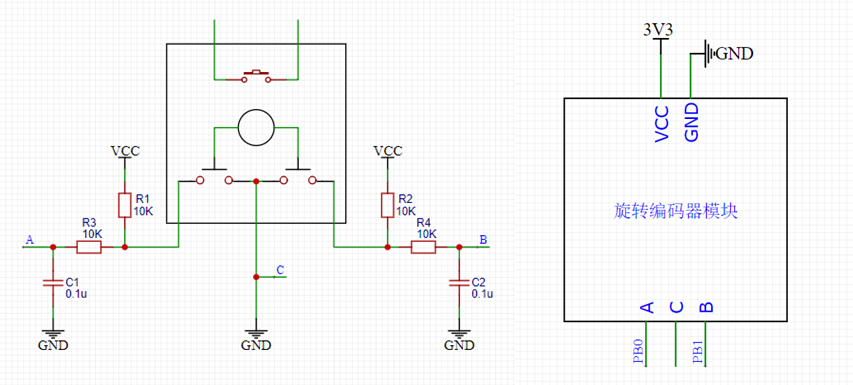 VCC
R1
10K
R3
10K
A
C1
0.1u
GND
C
GND
VCC
R2
10K
R4
10K
B
C2
0.1u
GND
3V3
GND
VCC
GND
旋转编码器模块
A
C
B
PB0
PB1